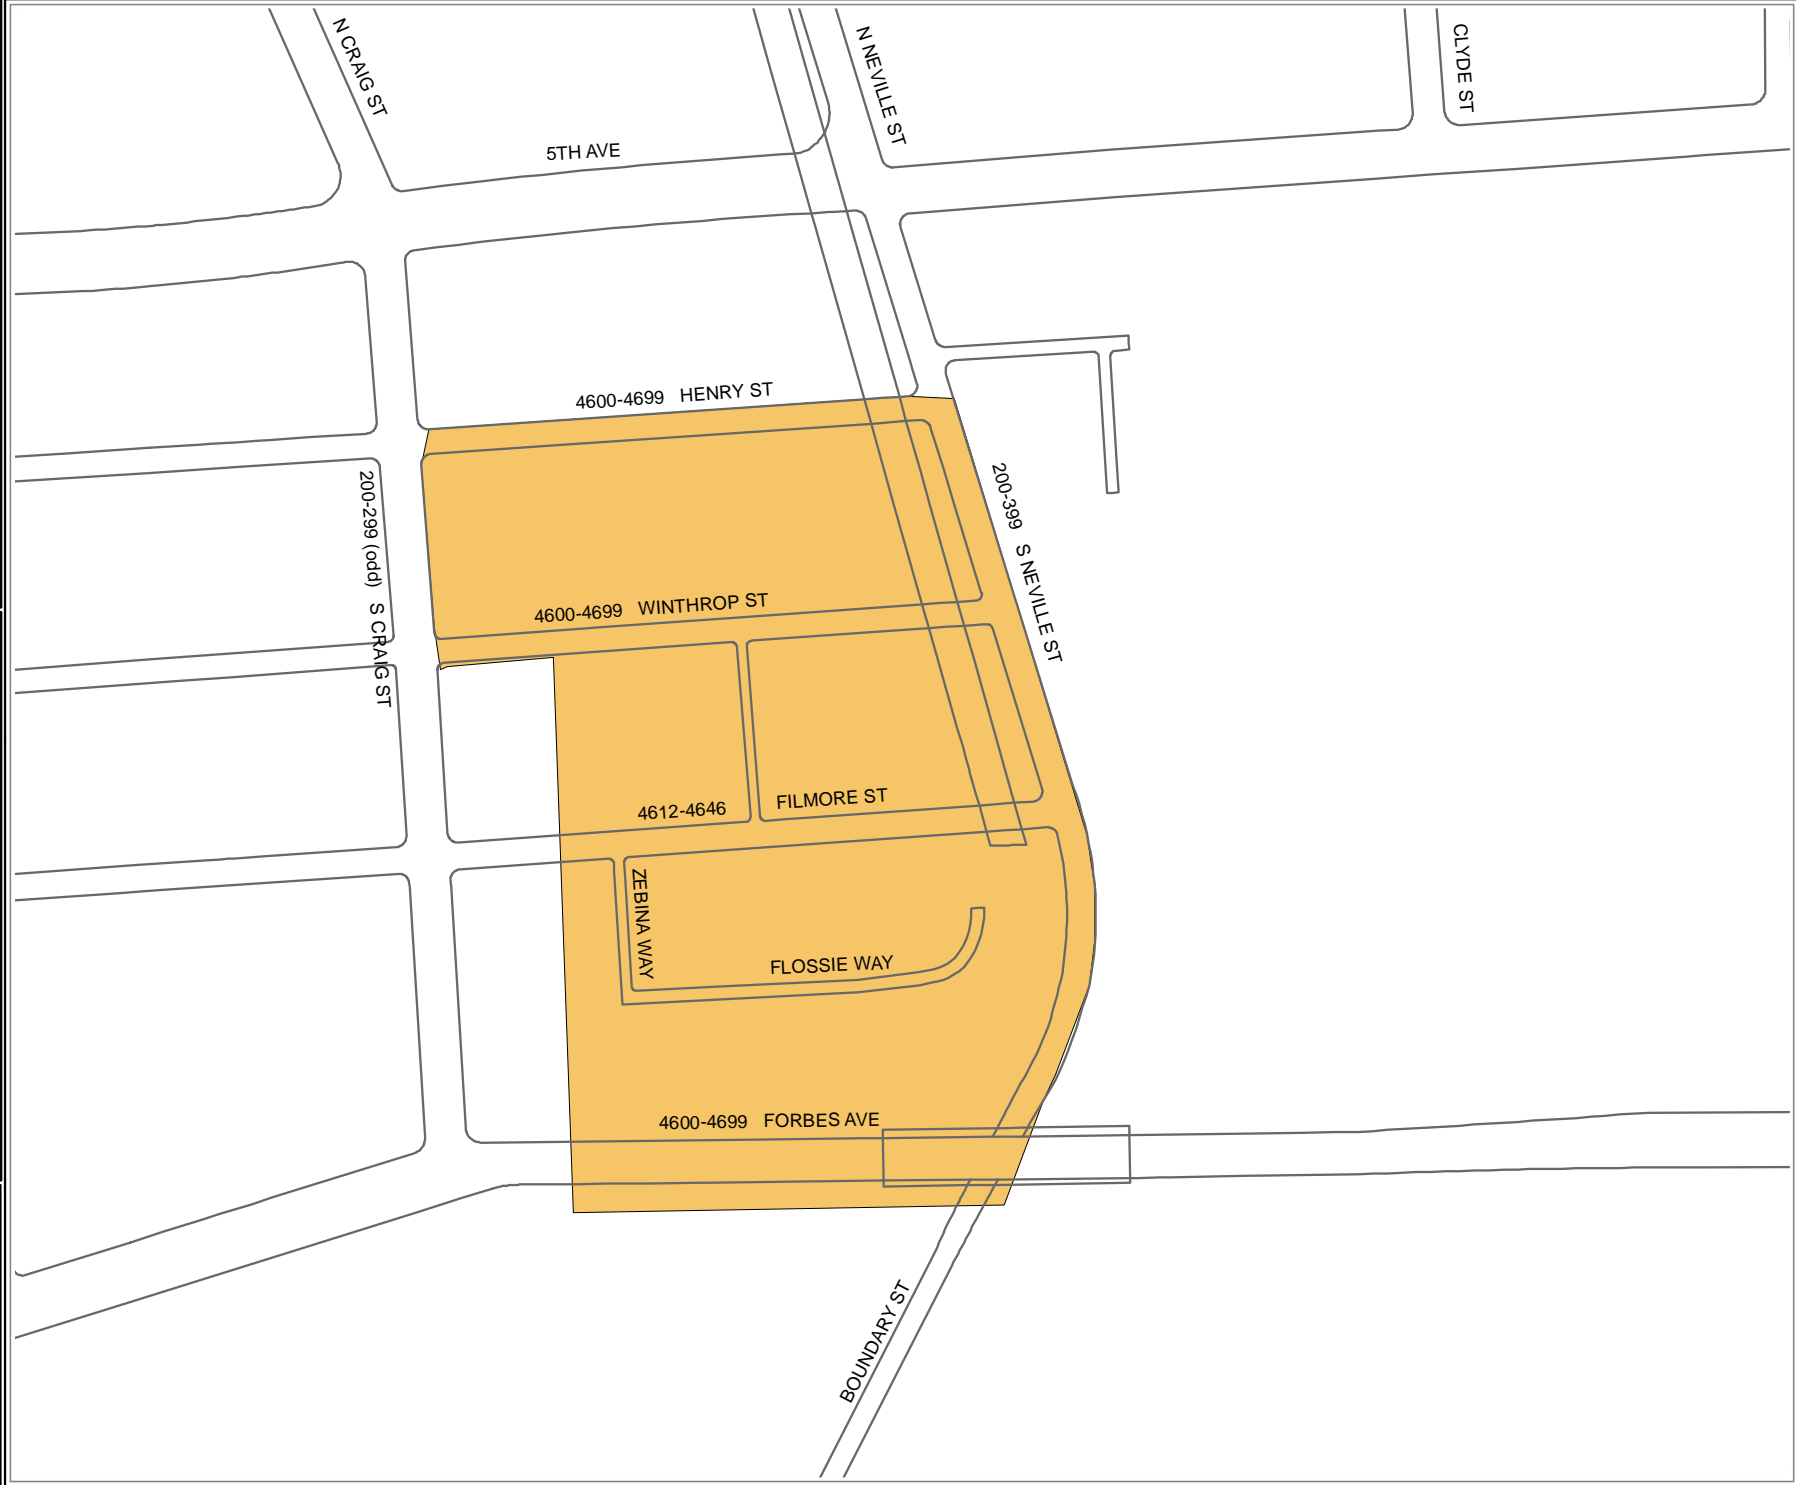 N CRAIG ST
N NEVILLE ST
CLYDE ST
5TH AVE
4600-4699 HENRY ST
200-299 (odd) S CRAIG ST
200-399 S NEVILLE ST
4600-4699 WINTHROP ST
4612-4646 FILMORE ST
ZEBINA WAY
FLOSSIE WAY
4600-4699 FORBES AVE
BOUNDARY ST